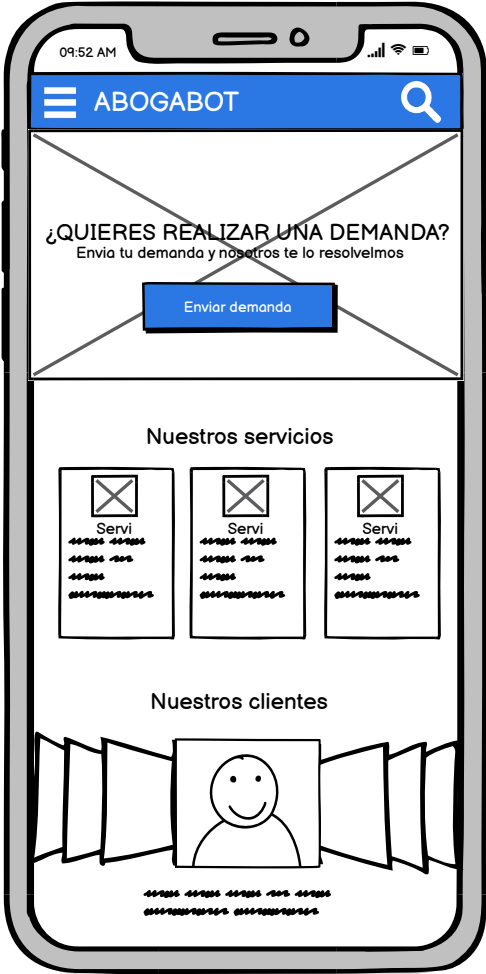 09:52 AM
ABOGABOT
¿QUIERES REALIZAR UNA DEMANDA?
Envia tu demanda y nosotros te lo resolvelmos
Enviar demanda
Nuestros servicios
Servi
Servi
Servi
Nuestros clientes